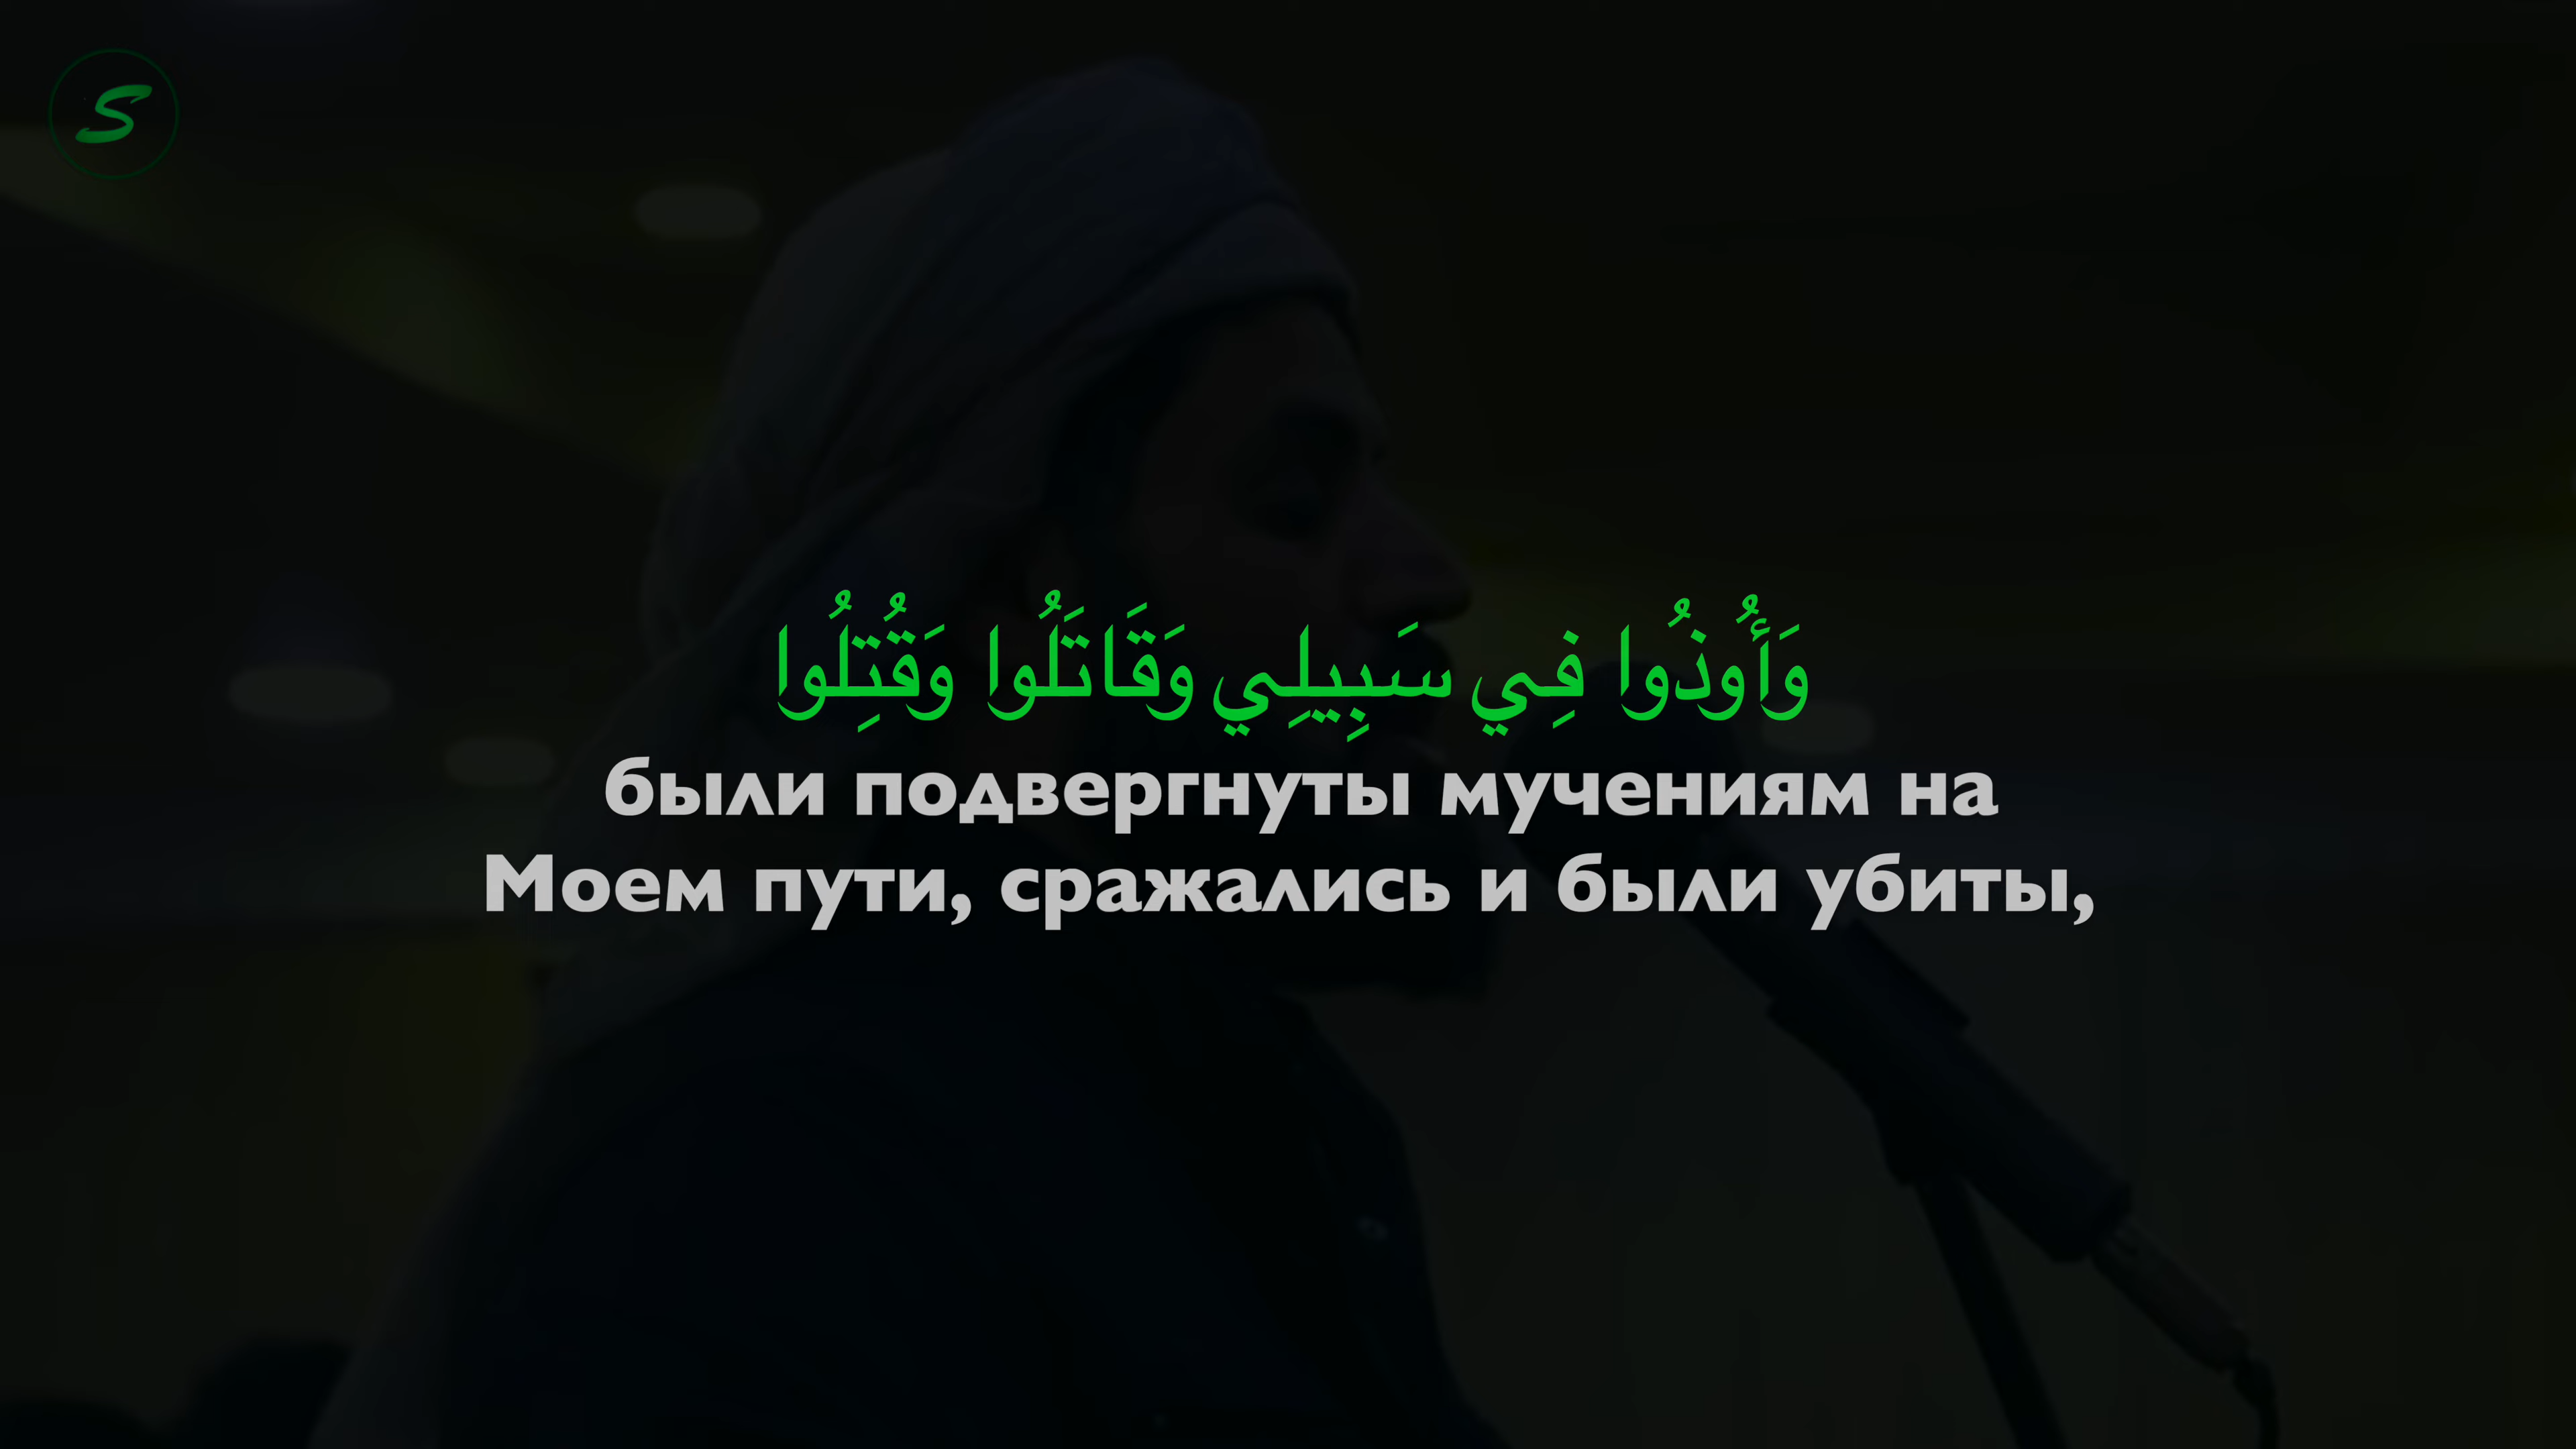 S
وَأُوذُوا فِي سَبِيلِي وَقَاتَلُوا وَقُتِلُوا
были подвергнуты мучениям на
Моем пути, сражались и были убиты,